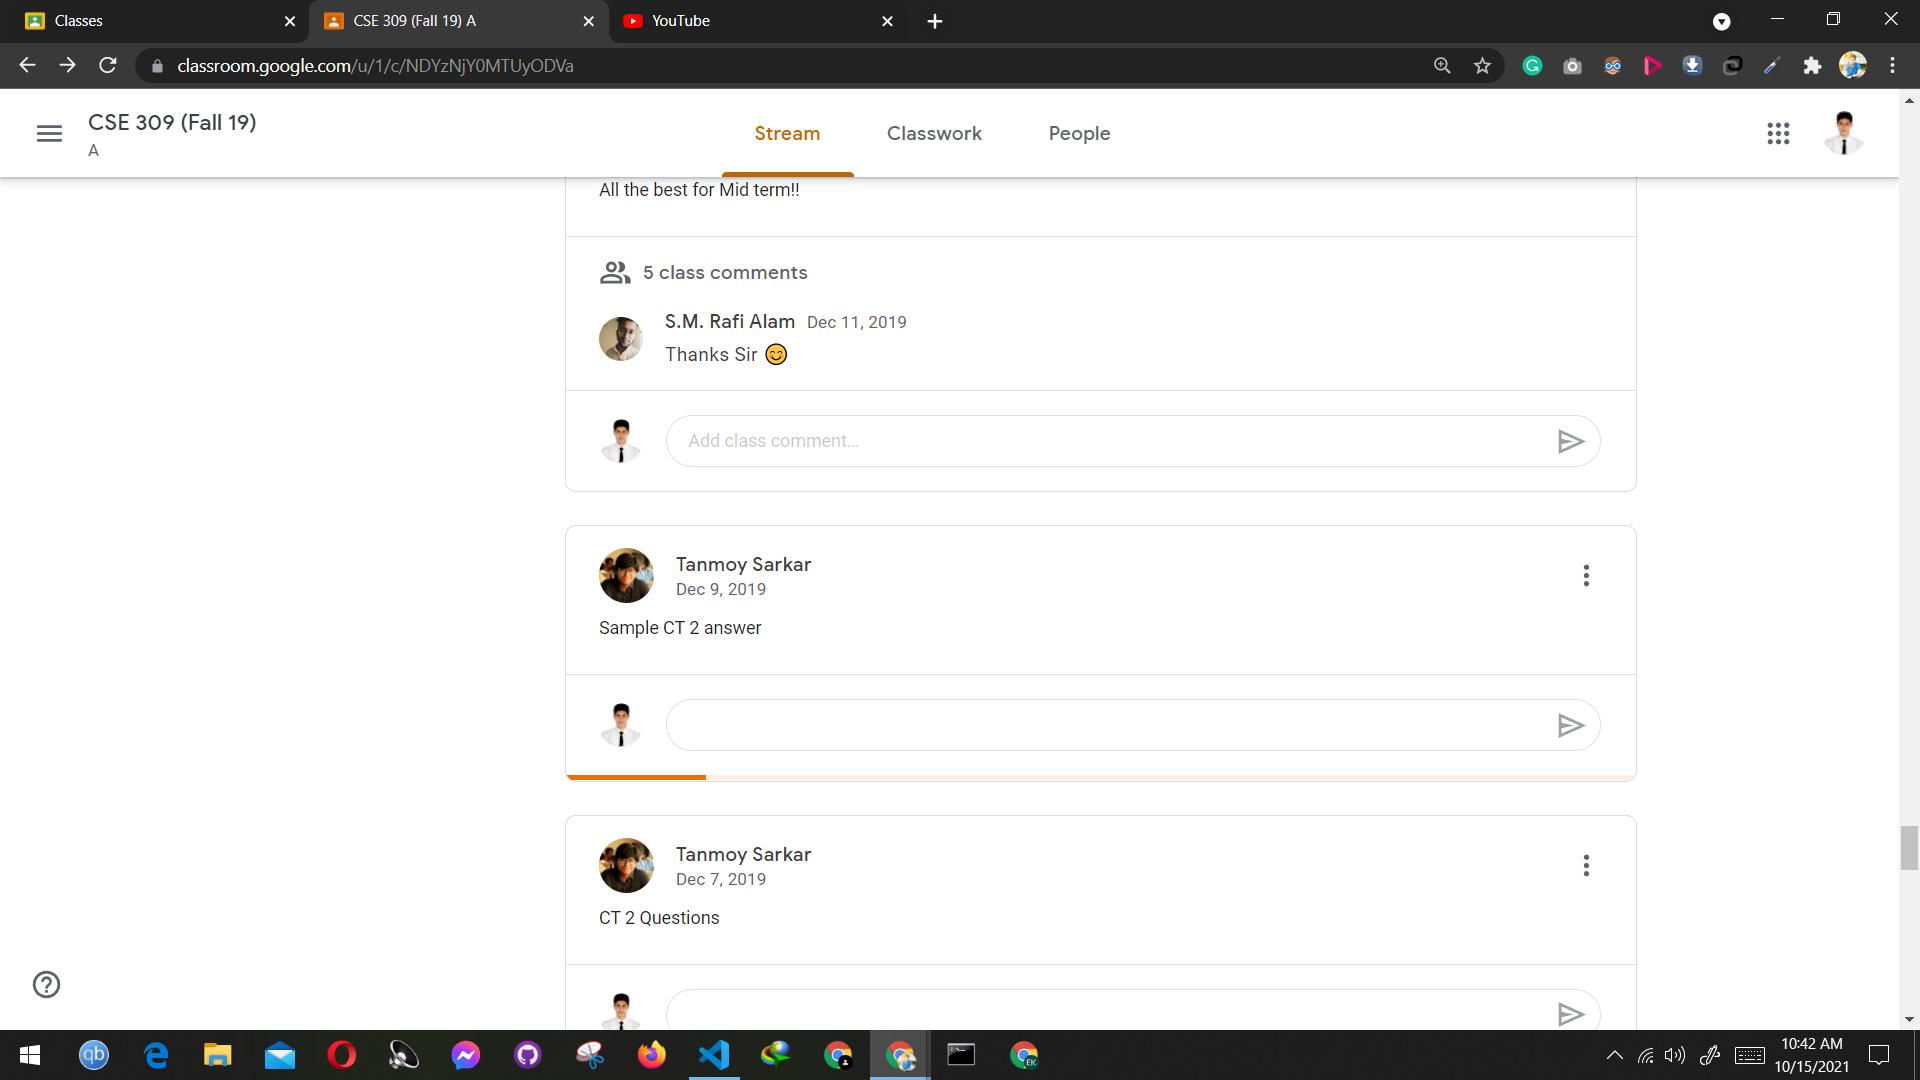 Classes
CSE 309 (Fall 19) A
YouTube
classroom.google.com/u/1/c/NDYzNjY0MTUyODVa
CSE 309 (Fall 19)
A
Stream
Classwork
People
All the best for Mid term!!
5 class comments
S.M. Rafi Alam Dec 11, 2019
Thanks Sir 😊
Add class comment...
Tanmoy Sarkar
Dec 9, 2019
Sample CT 2 answer
Tanmoy Sarkar
Dec 7, 2019
CT 2 Questions
qb
EK
10:42 AM
10/15/2021